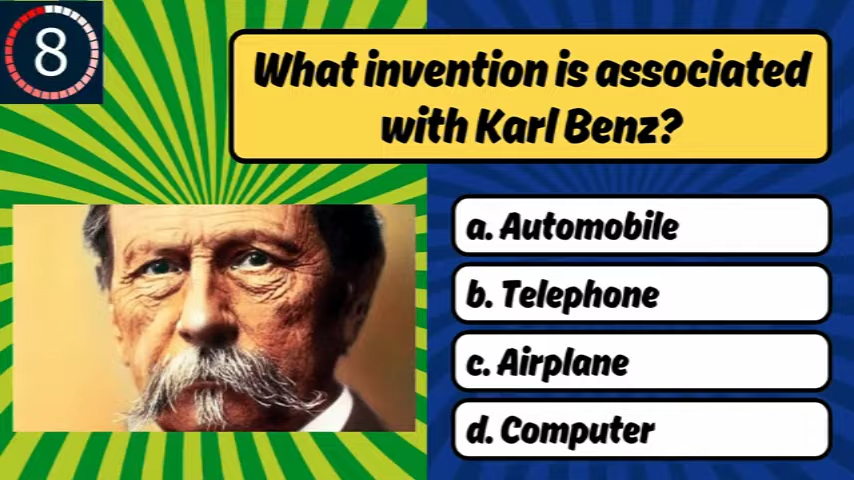 8
What invention is associated
with Karl Benz?
a. Automobile
b. Telephone
c. Airplane
d. Computer